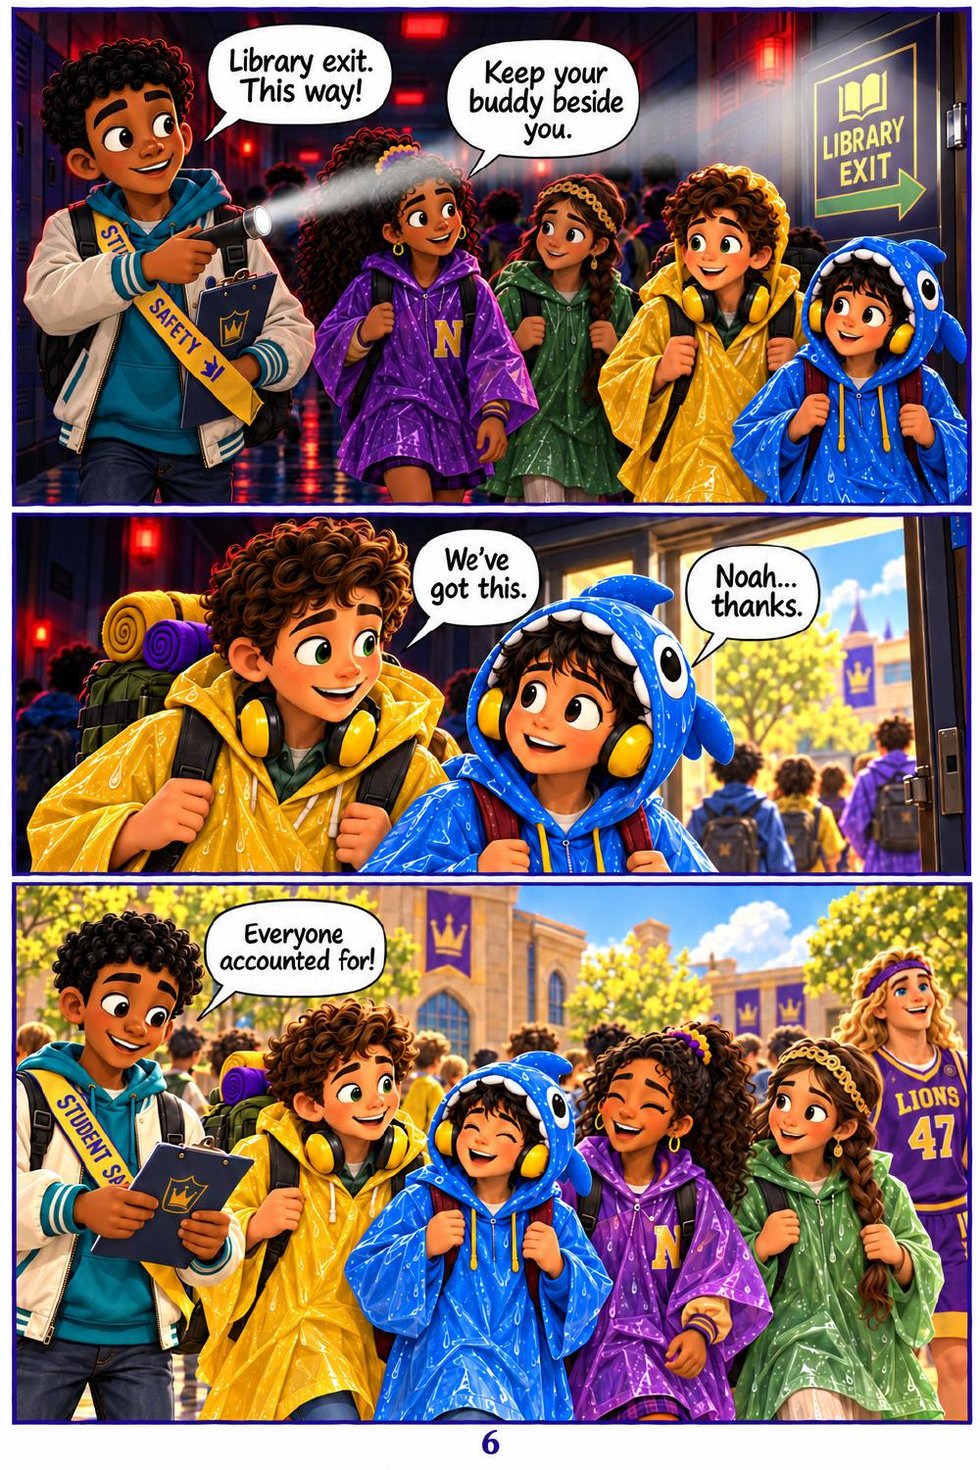 Library exit.
This way!
Keep your
buddy beside
you.
LIBRARY
EXIT
SAFETY
N
We've
got this.
Noah...
thanks.
Everyone
accounted for!
STUDENT SA
N
LIONS
47
6